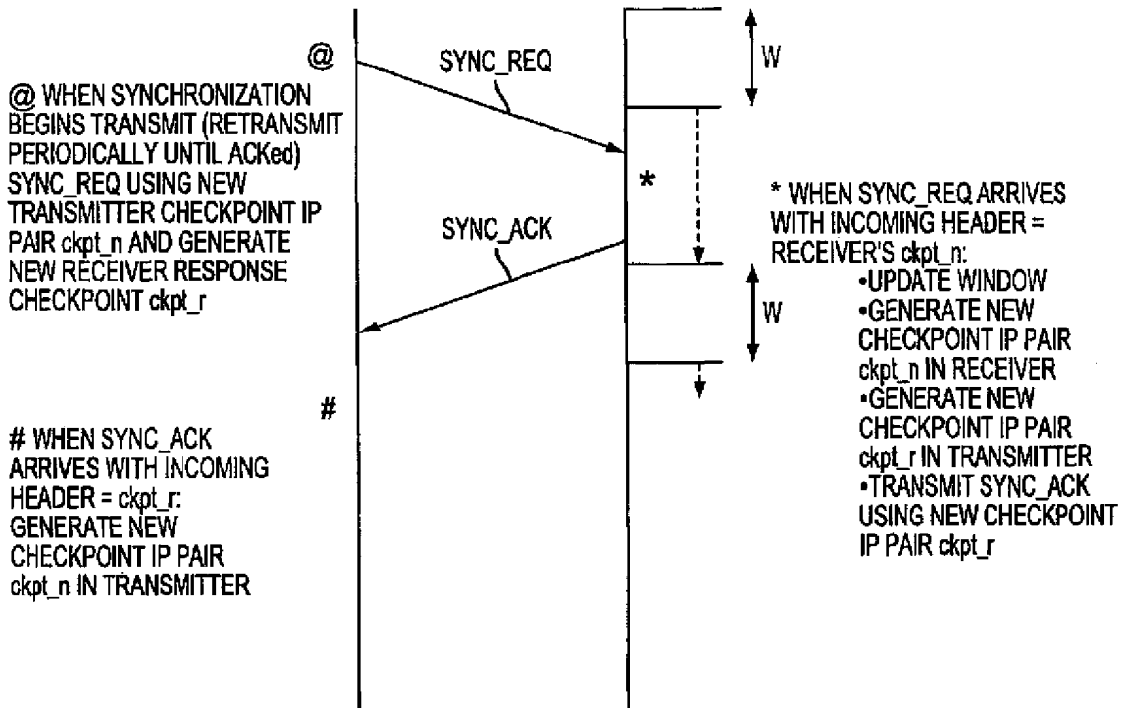 @
SYNC_REQ
W
@ WHEN SYNCHRONIZATION
BEGINS TRANSMIT (RETRANSMIT
PERIODICALLY UNTIL ACKed)
SYNC_REQ USING NEW
TRANSMITTER CHECKPOINT IP
PAIR ckpt_n AND GENERATE
NEW RECEIVER RESPONSE
CHECKPOINT ckpt_r
*
SYNC_ACK
W
* WHEN SYNC_REQ ARRIVES
WITH INCOMING HEADER =
RECEIVER'S ckpt_n:
•UPDATE WINDOW
•GENERATE NEW
CHECKPOINT IP PAIR
ckpt_n IN RECEIVER
•GENERATE NEW
CHECKPOINT IP PAIR
ckpt_r IN TRANSMITTER
•TRANSMIT SYNC_ACK
USING NEW CHECKPOINT
IP PAIR ckpt_r
#
# WHEN SYNC_ACK
ARRIVES WITH INCOMING
HEADER = ckpt_r:
GENERATE NEW
CHECKPOINT IP PAIR
ckpt_n IN TRANSMITTER